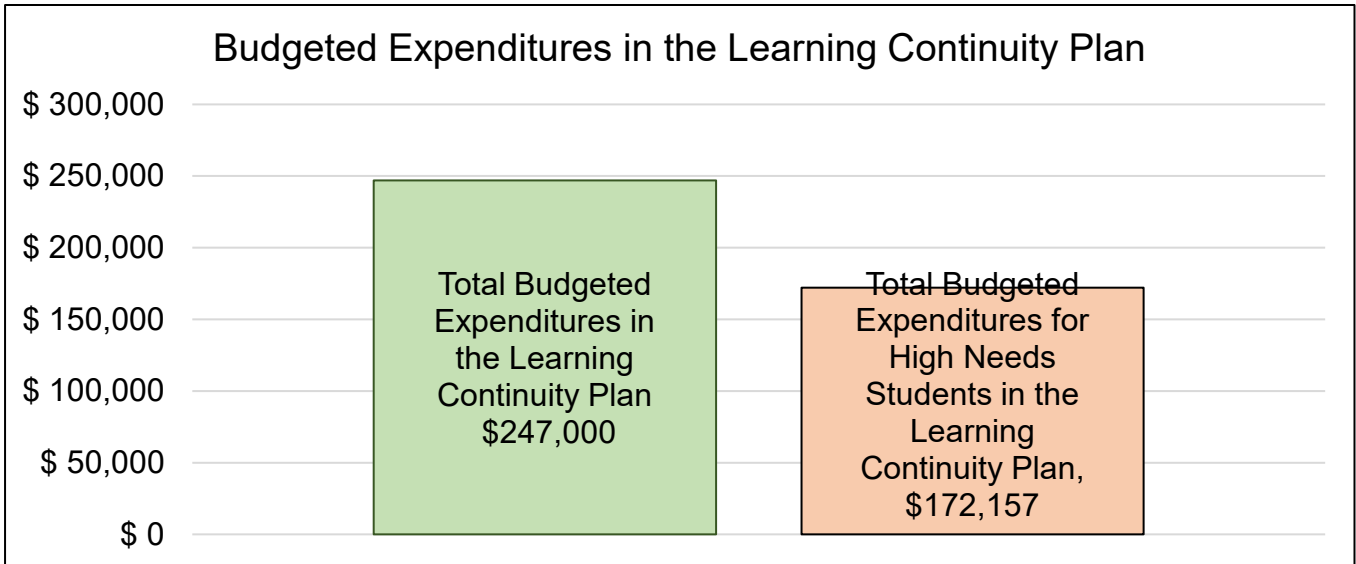 Budgeted Expenditures in the Learning Continuity Plan
$ 300,000
$ 250,000
$ 200,000
$ 150,000
$ 100,000
$ 50,000
$ 0
Total Budgeted
Expenditures in
the Learning
Continuity Plan
$247,000
Total Budgeted
Expenditures for
High Needs
Students in the
Learning
Continuity Plan,
$172,157